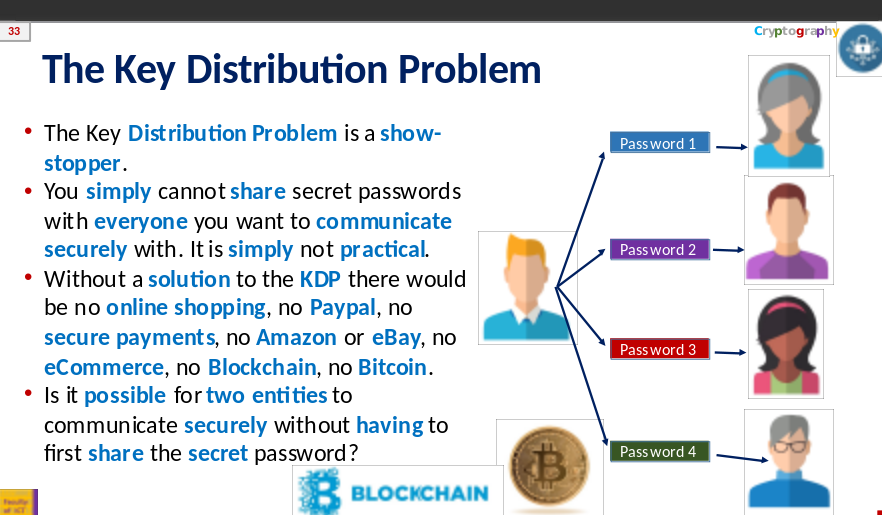 33
Cryptography
The Key Distribution Problem
• The Key Distribution Problem is a show-
stopper.
• You simply cannot share secret passwords
with everyone you want to communicate
securely with. It is simply not practical.
• Without a solution to the KDP there would
be no online shopping, no Paypal, no
secure payments, no Amazon or eBay, no
eCommerce, no Blockchain, no Bitcoin.
• Is it possible for two entities to
communicate securely without having to
first share the secret password?
Password 1
Password 2
Password 3
Password 4
BLOCKCHAIN
Faculty
of ICT